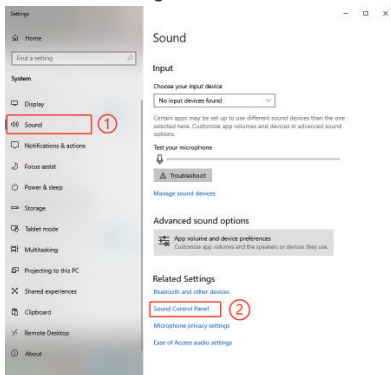 Settings
Home
Find a setting
System
Display
Sound
1
Notifications & actions
Focus assist
Power & sleep
Storage
Tablet mode
Multitasking
Projecting to this PC
Shared experiences
Clipboard
Remote Desktop
About
Sound
Input
Choose your input device
No input devices found
Certain apps may be set up to use different sound devices than the one
selected here. Customize app volumes and devices in advanced sound
options.
Test your microphone
Troubleshoot
Manage sound devices
Advanced sound options
App volume and device preferences
Customize app volumes and the speakers or devices they use.
Related Settings
Bluetooth and other devices
Sound Control Panel
2
Microphone privacy settings
Ease of Access audio settings